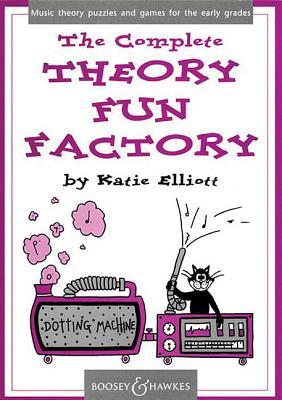 Music theory puzzles and games for the early grades
The Complete
THEORY
FUN
FACTORY
by Katie Elliott
DOTTING MACHINE
BOOSEY & HAWKES